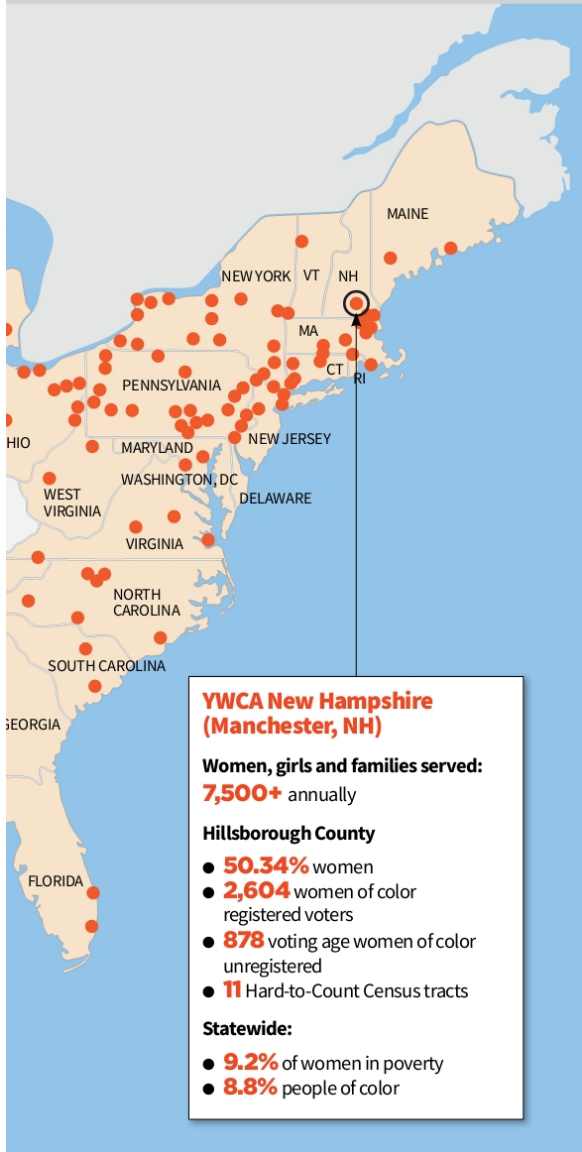 MAINE
NEW YORK
VT
NH
MA
CT
RI
PENNSYLVANIA
HIO
MARYLAND
NEW JERSEY
WASHINGTON, DC
WEST
VIRGINIA
DELAWARE
VIRGINIA
NORTH
CAROLINA
SOUTH CAROLINA
GEORGIA
FLORIDA
YWCA New Hampshire
(Manchester, NH)
Women, girls and families served:
7,500+ annually
Hillsborough County
● 50.34% women
● 2,604 women of color
registered voters
● 878 voting age women of color
unregistered
● 11 Hard-to-Count Census tracts
Statewide:
● 9.2% of women in poverty
● 8.8% people of color